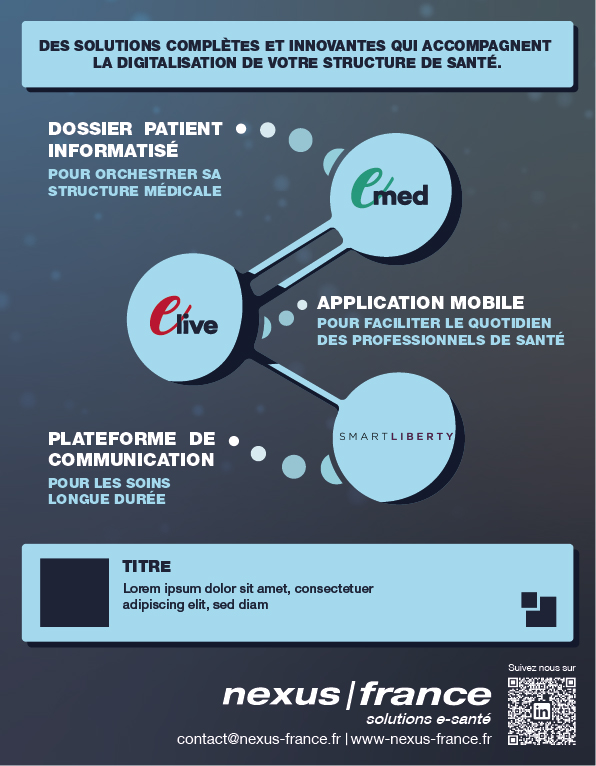 DES SOLUTIONS COMPLÈTES ET INNOVANTES QUI ACCOMPAGNENT
LA DIGITALISATION DE VOTRE STRUCTURE DE SANTÉ.
DOSSIER PATIENT
INFORMATISÉ
POUR ORCHESTRER SA
STRUCTURE MÉDICALE
emed
elive
APPLICATION MOBILE
POUR FACILITER LE QUOTIDIEN
DES PROFESSIONNELS DE SANTÉ
SMARTLIBERTY
PLATEFORME DE
COMMUNICATION
POUR LES SOINS
LONGUE DURÉE
TITRE
Lorem ipsum dolor sit amet, consectetuer
adipiscing elit, sed diam
Suivez nous sur
nexus|france
solutions e-santé
in
contact@nexus-france.fr | www-nexus-france.fr